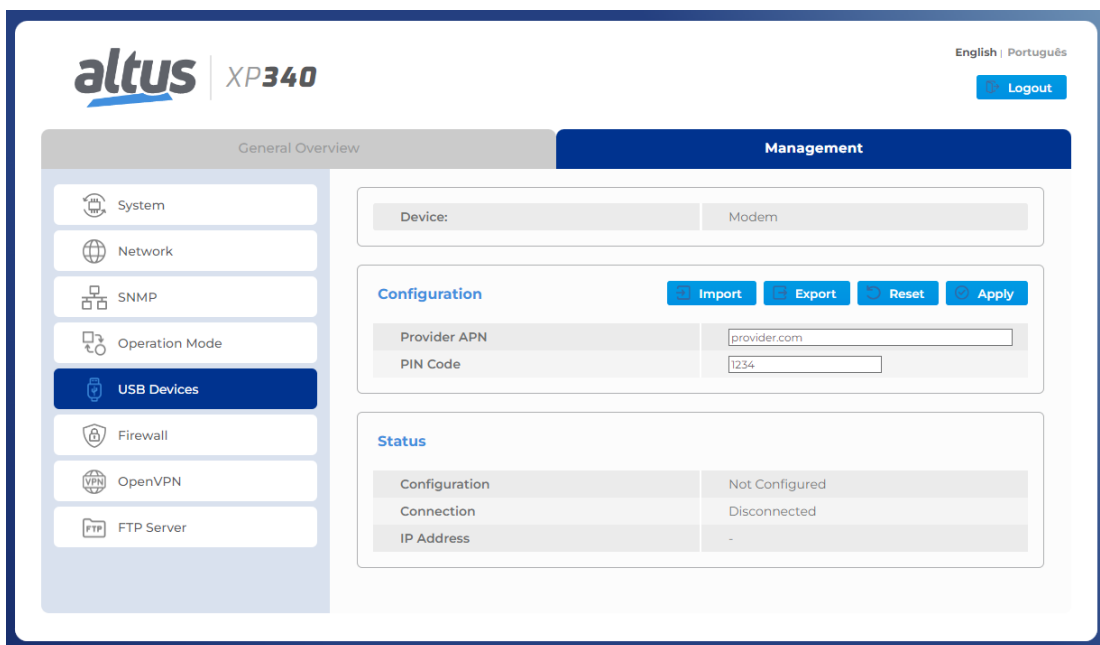 English | Português
altus | XP340
Logout
General Overview
Management
System
Network
SNMP
Operation Mode
USB Devices
Firewall
VPN
OpenVPN
FTP
FTP Server
Device: Modem
Configuration Import Export Reset Apply
Provider APN provider.com
PIN Code 1234
Status
Configuration Not Configured
Connection Disconnected
IP Address -